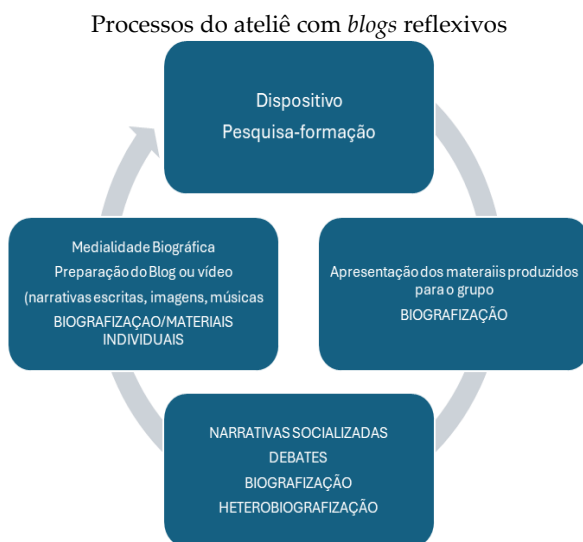 Processos do ateliê com blogs reflexivos
Dispositivo
Pesquisa-formação
Medialidade Biográfica
Preparação do Blog ou vídeo
(narrativas escritas, imagens, músicas
BIOGRAFIZAÇAO/MATERIAIS
INDIVIDUAIS
Apresentação dos materaiis produzidos
para o grupo
BIOGRAFIZAÇÃO
NARRATIVAS SOCIALIZADAS
DEBATES
BIOGRAFIZAÇÃO
HETEROBIOGRAFIZAÇÃO